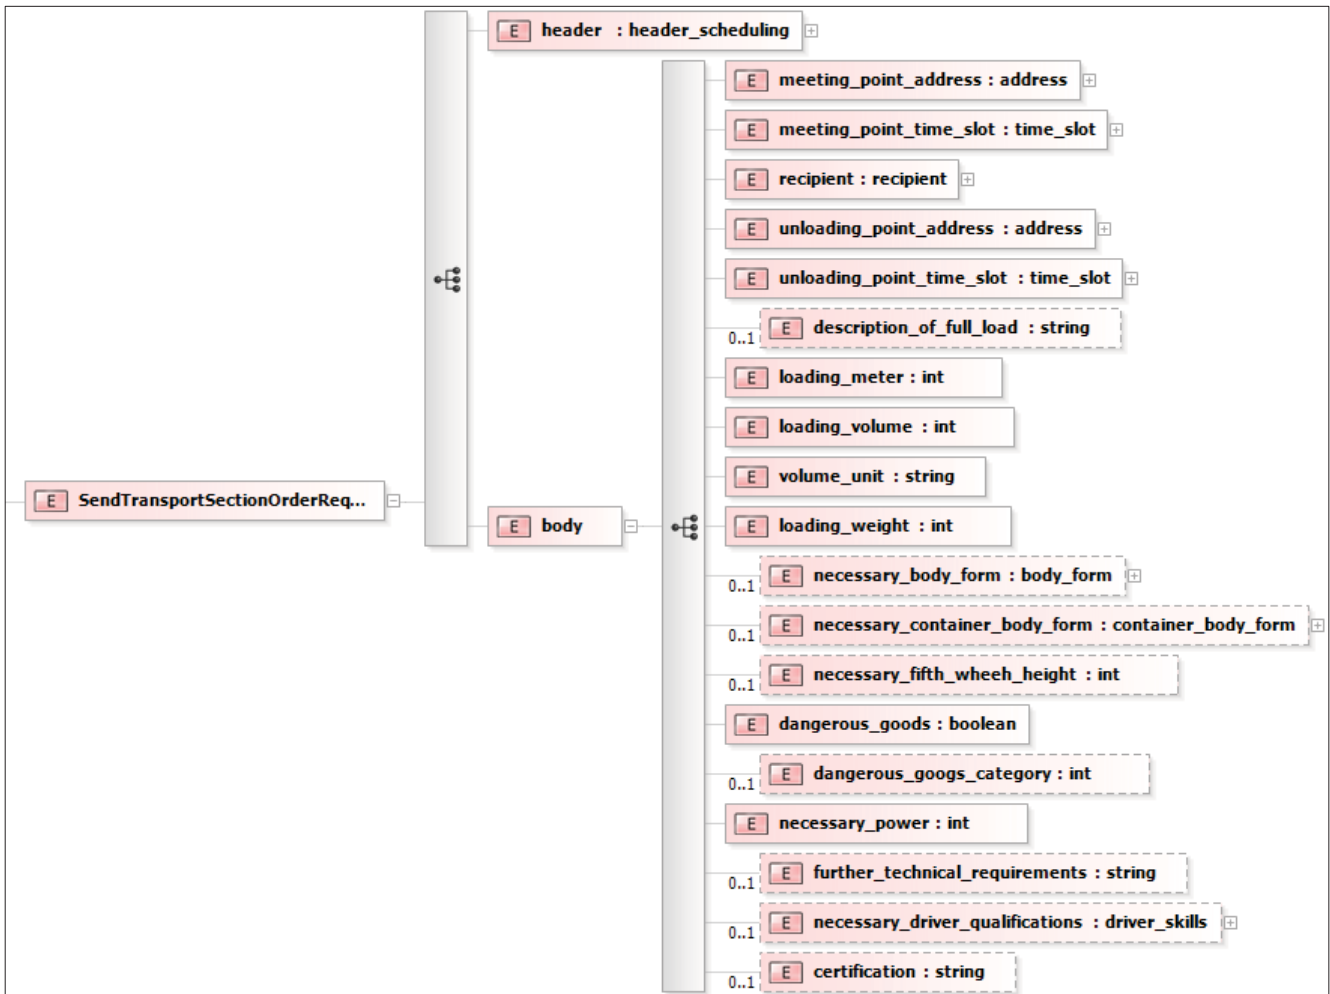 E header : header_scheduling
E meeting_point_address : address
E meeting_point_time_slot : time_slot
E recipient : recipient
E unloading_point_address : address
E unloading_point_time_slot : time_slot
0..1 E description_of_full_load : string
E loading_meter : int
E loading_volume : int
E volume_unit : string
E SendTransportSectionOrderReq...
E body
E loading_weight : int
0..1 E necessary_body_form : body_form
0..1 E necessary_container_body_form : container_body_form
0..1 E necessary_fifth_wheeh_height : int
E dangerous_goods : boolean
0..1 E dangerous_googs_category : int
E necessary_power : int
0..1 E further_technical_requirements : string
0..1 E necessary_driver_qualifications : driver_skills
0..1 E certification : string